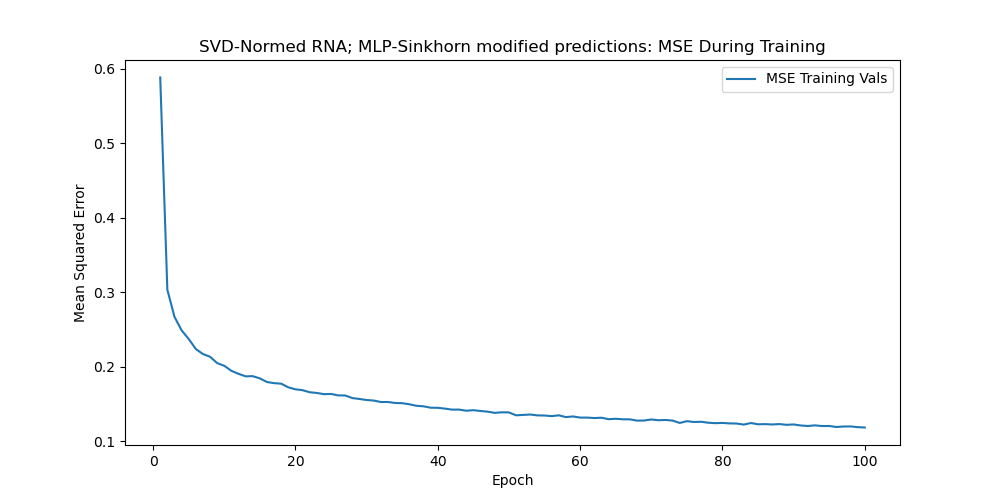 SVD-Normed RNA; MLP-Sinkhorn modified predictions: MSE During Training
MSE Training Vals
Mean Squared Error
0.6
0.5
0.4
0.3
0.2
0.1
0 20 40 60 80 100
Epoch